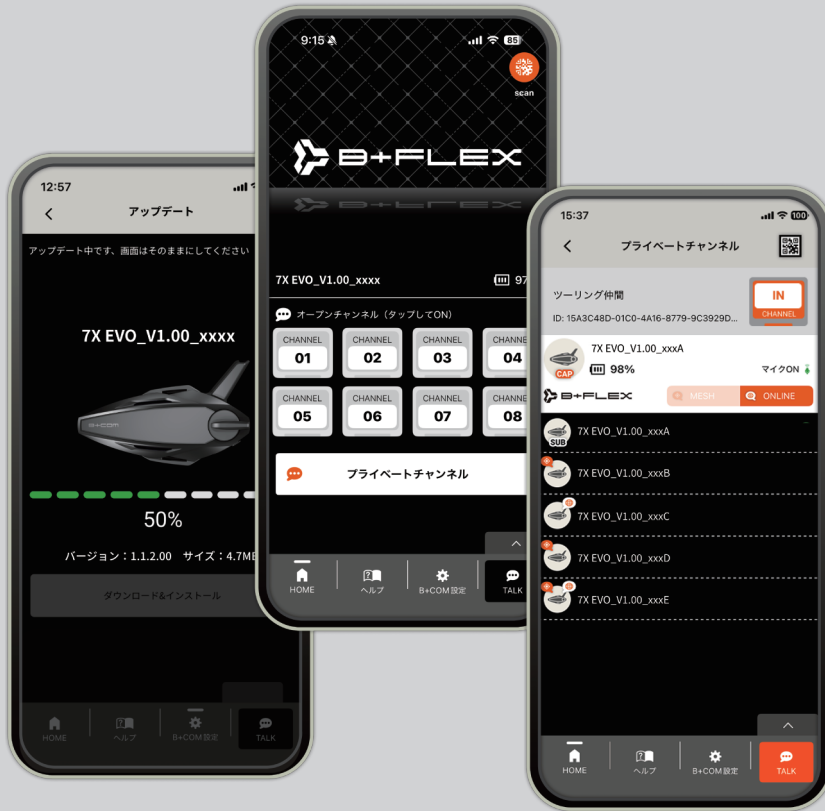 12:57
アップデート
アップデート中です、画面はそのままにしてください
7X EVO_V1.00_xxxx
B+COM
50%
バージョン：1.1.2.00 サイズ：4.7MB
ダウンロード&インストール
HOME
ヘルプ
B+COM設定
TALK
9:15
85
scan
B+FLEX
7X EVO_V1.00_xxxx
97
オープンチャンネル（タップしてON）
CHANNEL
01
CHANNEL
02
CHANNEL
03
CHANNEL
04
CHANNEL
05
CHANNEL
06
CHANNEL
07
CHANNEL
08
プライベートチャンネル
HOME
ヘルプ
B+COM設定
TALK
15:37
100
プライベートチャンネル
ツーリング仲間
ID: 15A3C48D-01C0-4A16-8779-9C3929D...
IN
CHANNEL
7X EVO_V1.00_xxxA
CAP
98%
マイクON
B+FLEX
MESH
ONLINE
SUB
7X EVO_V1.00_xxxA
7X EVO_V1.00_xxxB
7X EVO_V1.00_xxxC
7X EVO_V1.00_xxxD
7X EVO_V1.00_xxxE
HOME
ヘルプ
B+COM設定
TALK